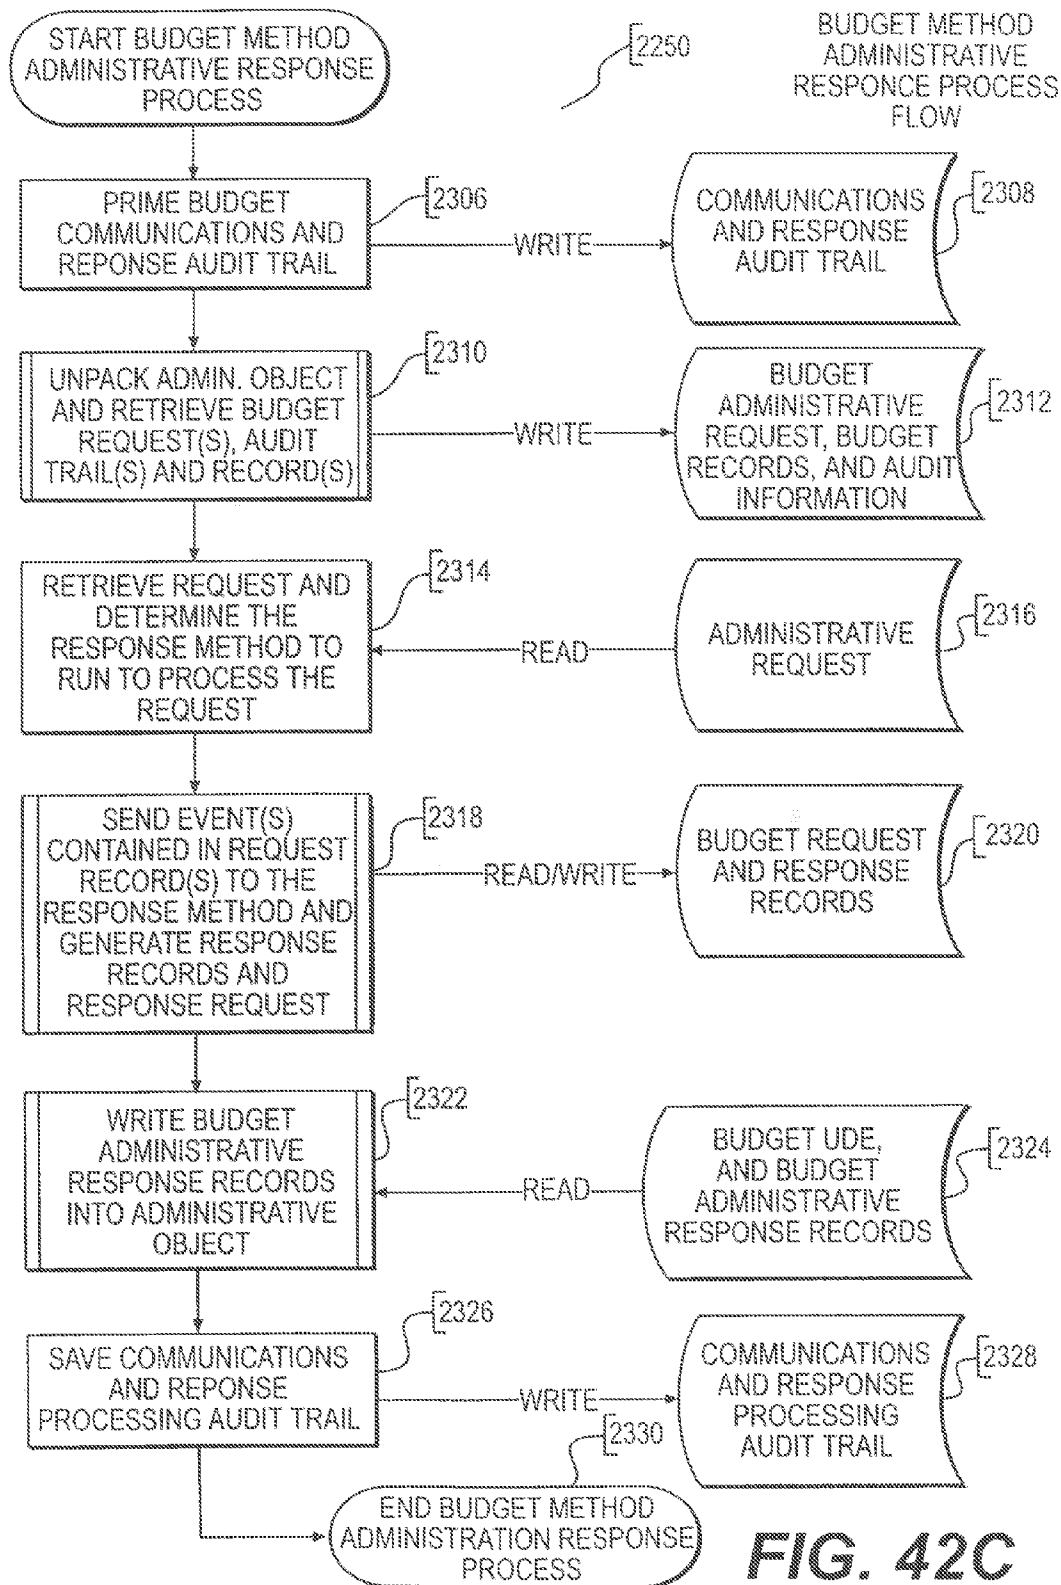 START BUDGET METHOD
ADMINISTRATIVE RESPONSE
PROCESS
2250
BUDGET METHOD
ADMINISTRATIVE
RESPONCE PROCESS
FLOW
PRIME BUDGET
COMMUNICATIONS AND
REPONSE AUDIT TRAIL
2306
WRITE
COMMUNICATIONS
AND RESPONSE
AUDIT TRAIL
2308
UNPACK ADMIN. OBJECT
AND RETRIEVE BUDGET
REQUEST(S), AUDIT
TRAIL(S) AND RECORD(S)
2310
WRITE
BUDGET
ADMINISTRATIVE
REQUEST, BUDGET
RECORDS, AND AUDIT
INFORMATION
2312
RETRIEVE REQUEST AND
DETERMINE THE
RESPONSE METHOD TO
RUN TO PROCESS THE
REQUEST
2314
READ
ADMINISTRATIVE
REQUEST
2316
SEND EVENT(S)
CONTAINED IN REQUEST
RECORD(S) TO THE
RESPONSE METHOD AND
GENERATE RESPONSE
RECORDS AND
RESPONSE REQUEST
2318
READ/WRITE
BUDGET REQUEST
AND RESPONSE
RECORDS
2320
WRITE BUDGET
ADMINISTRATIVE
RESPONSE RECORDS
INTO ADMINISTRATIVE
OBJECT
2322
READ
BUDGET UDE,
AND BUDGET
ADMINISTRATIVE
RESPONSE RECORDS
2324
SAVE COMMUNICATIONS
AND REPONSE
PROCESSING AUDIT TRAIL
2326
WRITE
COMMUNICATIONS
AND RESPONSE
PROCESSING
AUDIT TRAIL
2328
2330
END BUDGET METHOD
ADMINISTRATION RESPONSE
PROCESS
FIG. 42C